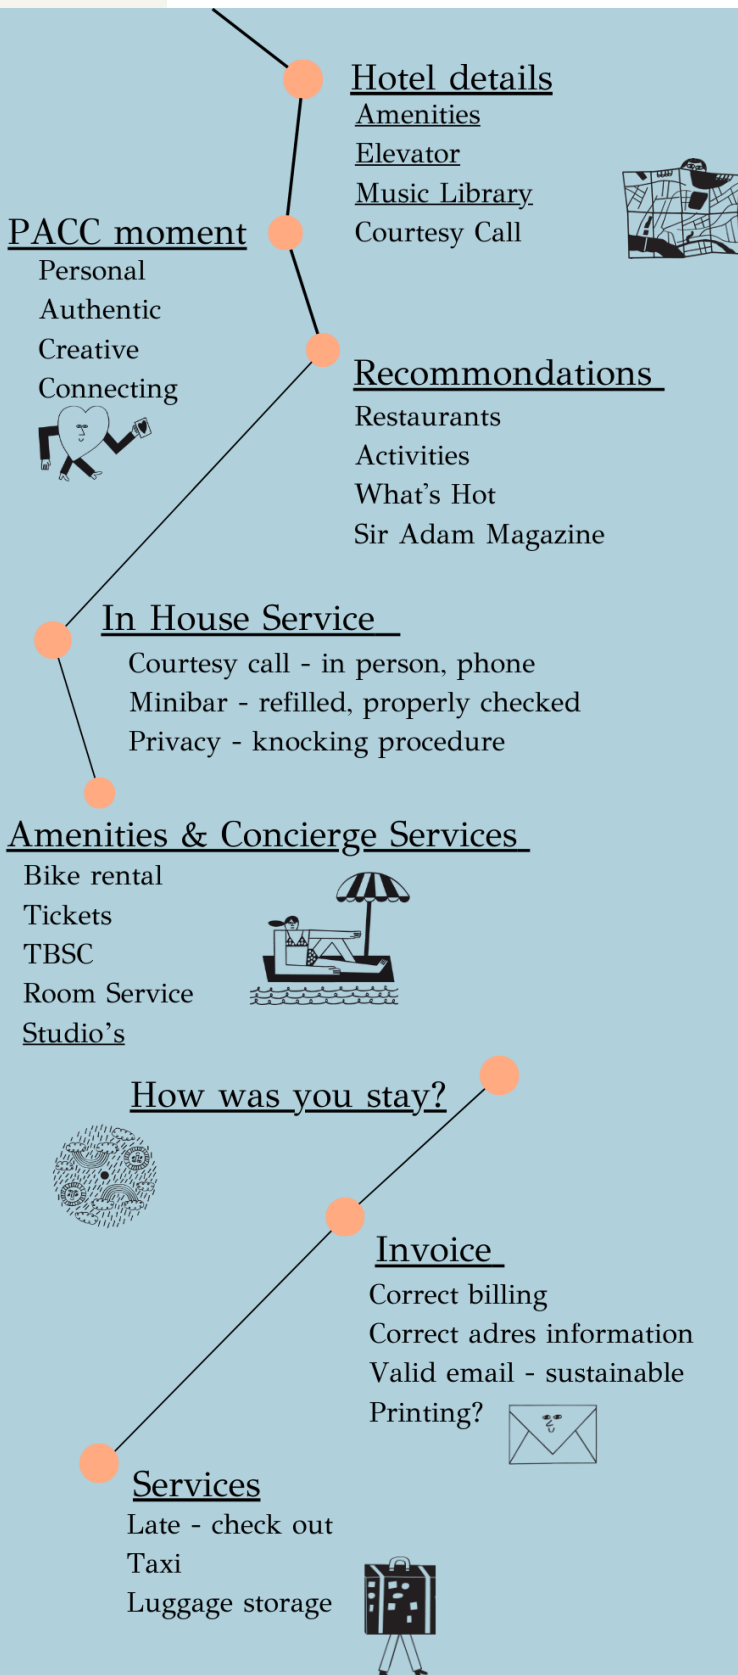 Hotel details
Amenities
Elevator
Music Library
Courtesy Call
PACC moment
Personal
Authentic
Creative
Connecting
Recommondations
Restaurants
Activities
What's Hot
Sir Adam Magazine
In House Service
Courtesy call - in person, phone
Minibar - refilled, properly checked
Privacy - knocking procedure
Amenities & Concierge Services
Bike rental
Tickets
TBSC
Room Service
Studio's
How was you stay?
Invoice
Correct billing
Correct adres information
Valid email - sustainable
Printing?
Services
Late - check out
Taxi
Luggage storage